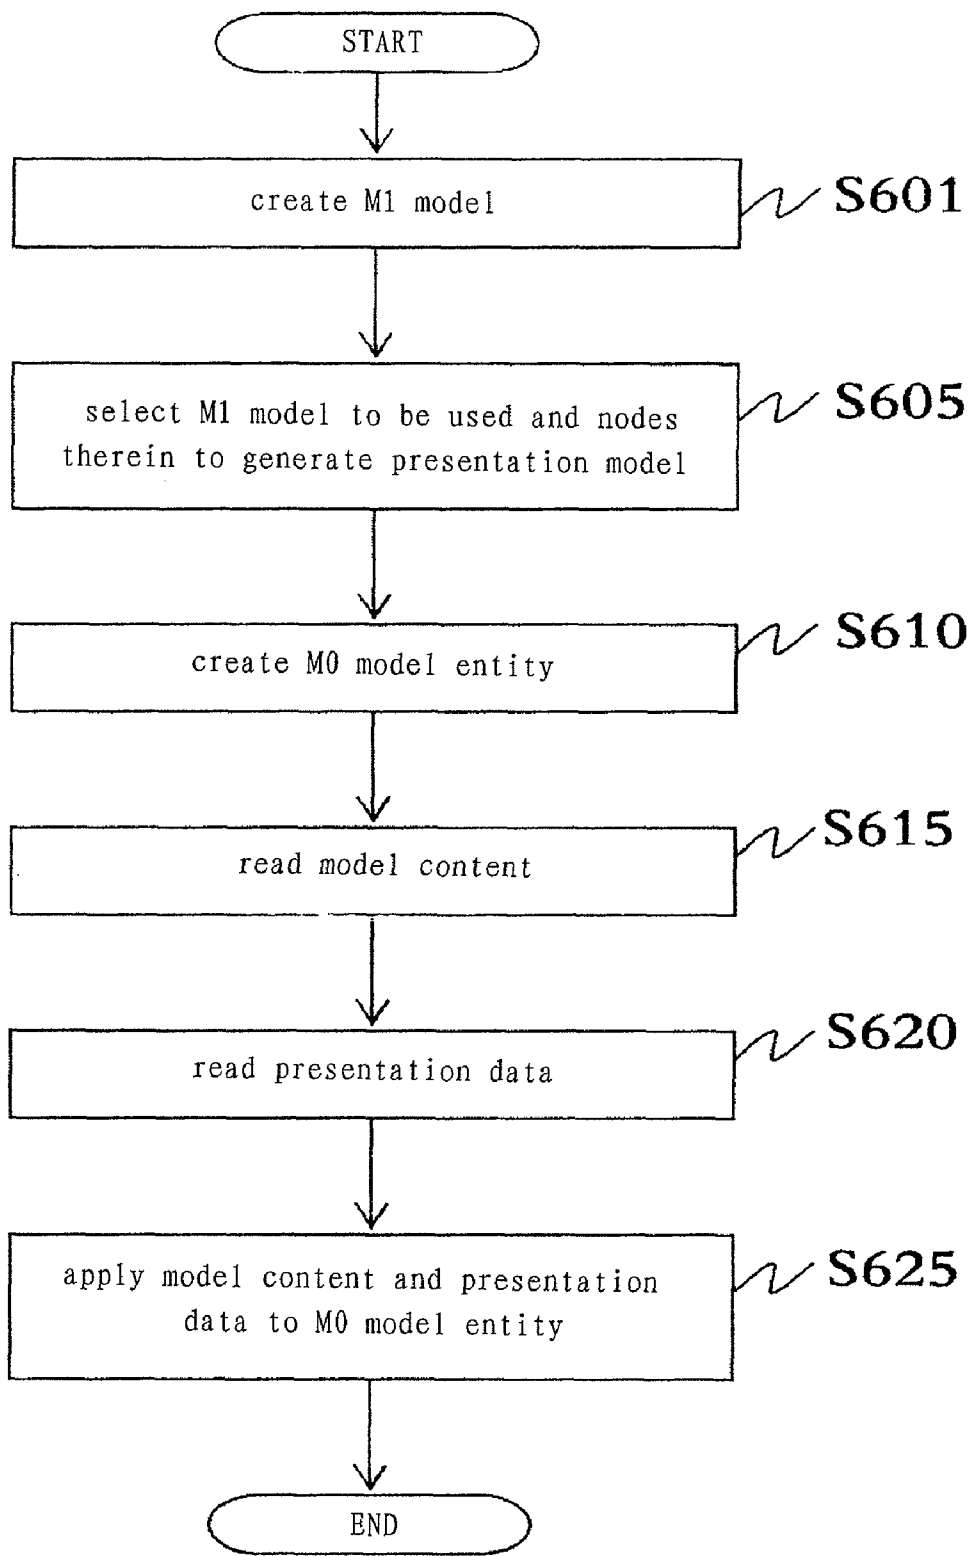 START
create M1 model
S601
select M1 model to be used and nodes
therein to generate presentation model
S605
create M0 model entity
S610
read model content
S615
read presentation data
S620
apply model content and presentation
data to M0 model entity
S625
END